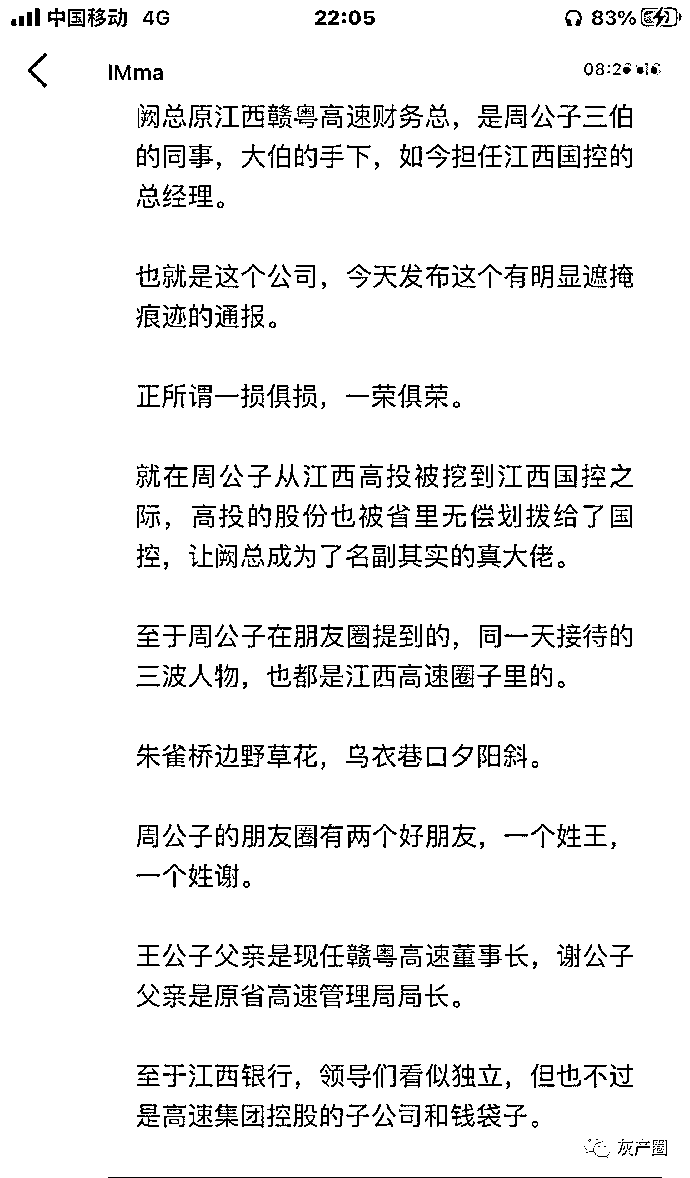 中国移动 4G 22:05 83%
IMma 08:26
阙总原江西赣粤高速财务总，是周公子三伯
的同事，大伯的手下，如今担任江西国控的
总经理。
也就是这个公司，今天发布这个有明显遮掩
痕迹的通报。
正所谓一损俱损，一荣俱荣。
就在周公子从江西高投被挖到江西国控之
际，高投的股份也被省里无偿划拨给了国
控，让阙总成为了名副其实的真大佬。
至于周公子在朋友圈提到的，同一天接待的
三波人物，也都是江西高速圈子里的。
朱雀桥边野草花，乌衣巷口夕阳斜。
周公子的朋友圈有两个好朋友，一个姓王，
一个姓谢。
王公子父亲是现任赣粤高速董事长，谢公子
父亲是原省高速管理局局长。
至于江西银行，领导们看似独立，但也不过
是高速集团控股的子公司和钱袋子。
灰产圈